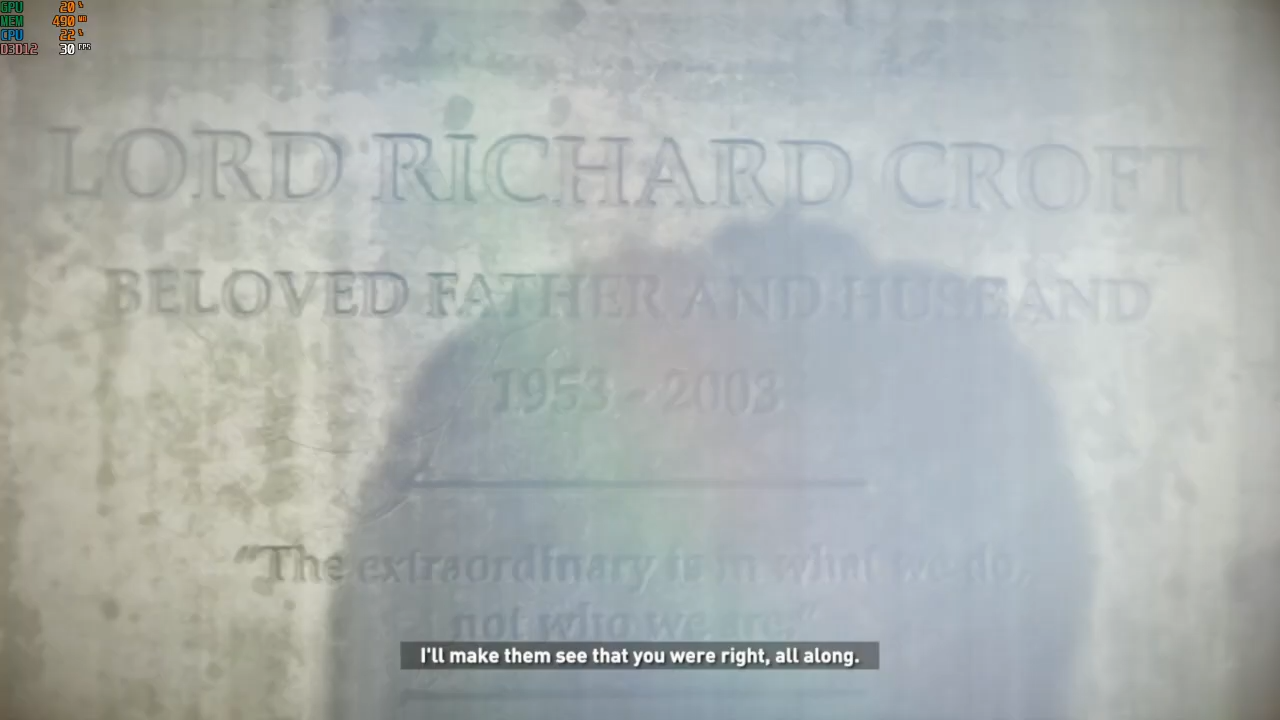 GPU 20 %
MEM 490 MB
CPU 22 %
D3D12 30 FPS
LORD RICHARD CROFT
BELOVED FATHER AND HUSBAND
1953 - 2003
“The extraordinary is in what we do,
not who we are.”
I'll make them see that you were right, all along.